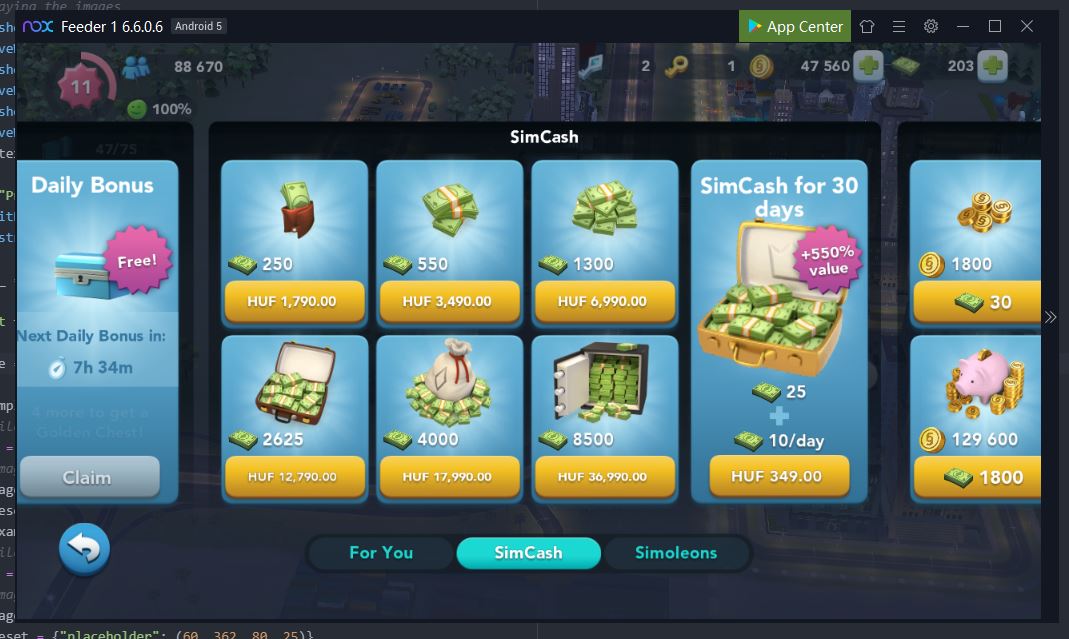 aying the images
nox Feeder 1 6.6.0.6 Android 5
App Center
11
88 670
100%
2
1
47 560
203
47/75
SimCash
Daily Bonus
Free!
Next Daily Bonus in:
7h 34m
4 more to get a
Golden Chest!
Claim
250
HUF 1,790.00
550
HUF 3,490.00
1300
HUF 6,990.00
2625
HUF 12,790.00
4000
HUF 17,990.00
8500
HUF 36,990.00
SimCash for 30
days
+550%
value
25
+
10/day
HUF 349.00
1800
30
129 600
1800
For You
SimCash
Simoleons
eset = {"placeholder": (60, 362, 80, 25)}